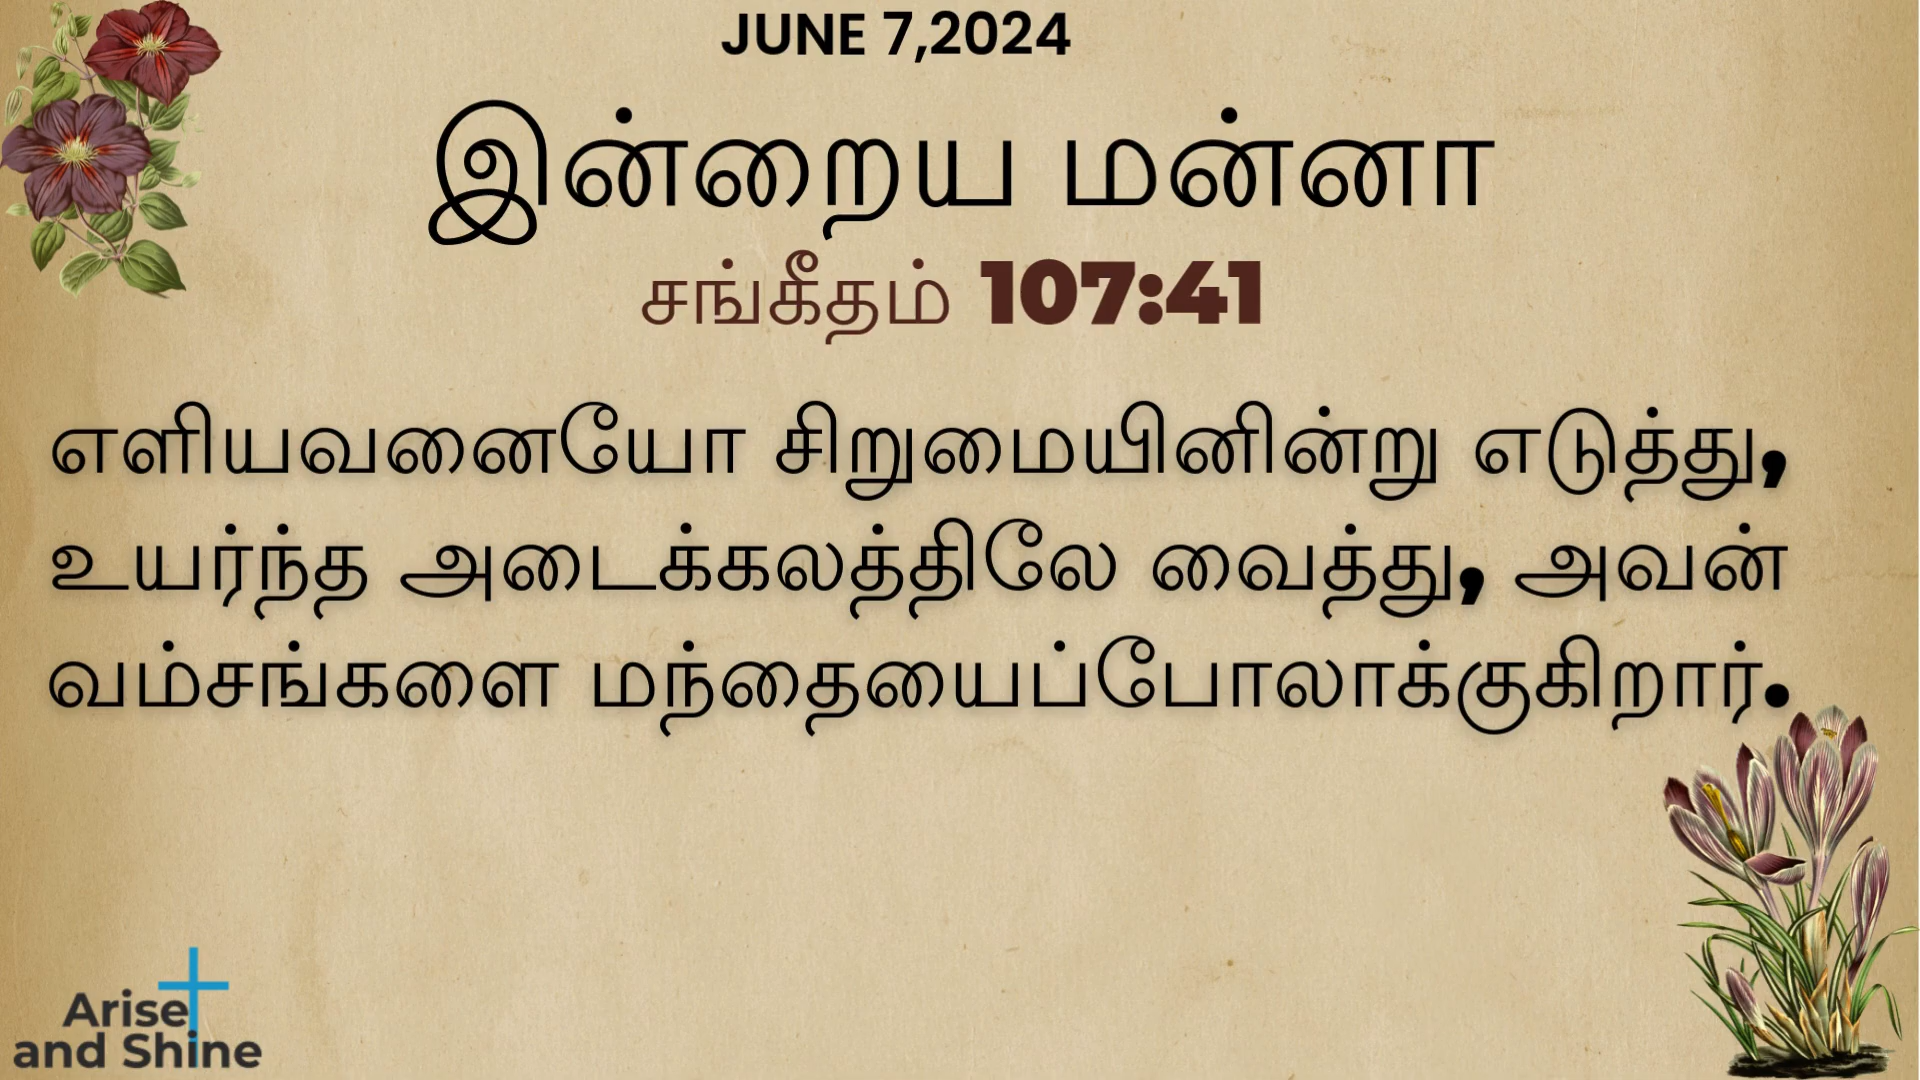 JUNE 7,2024
இன்றைய மன்னா
சங்கீதம் 107:41
எளியவனையோ சிறுமையினின்று எடுத்து,
உயர்ந்த அடைக்கலத்திலே வைத்து, அவன்
வம்சங்களை மந்தையைப்போலாக்குகிறார்.
Arise
and Shine